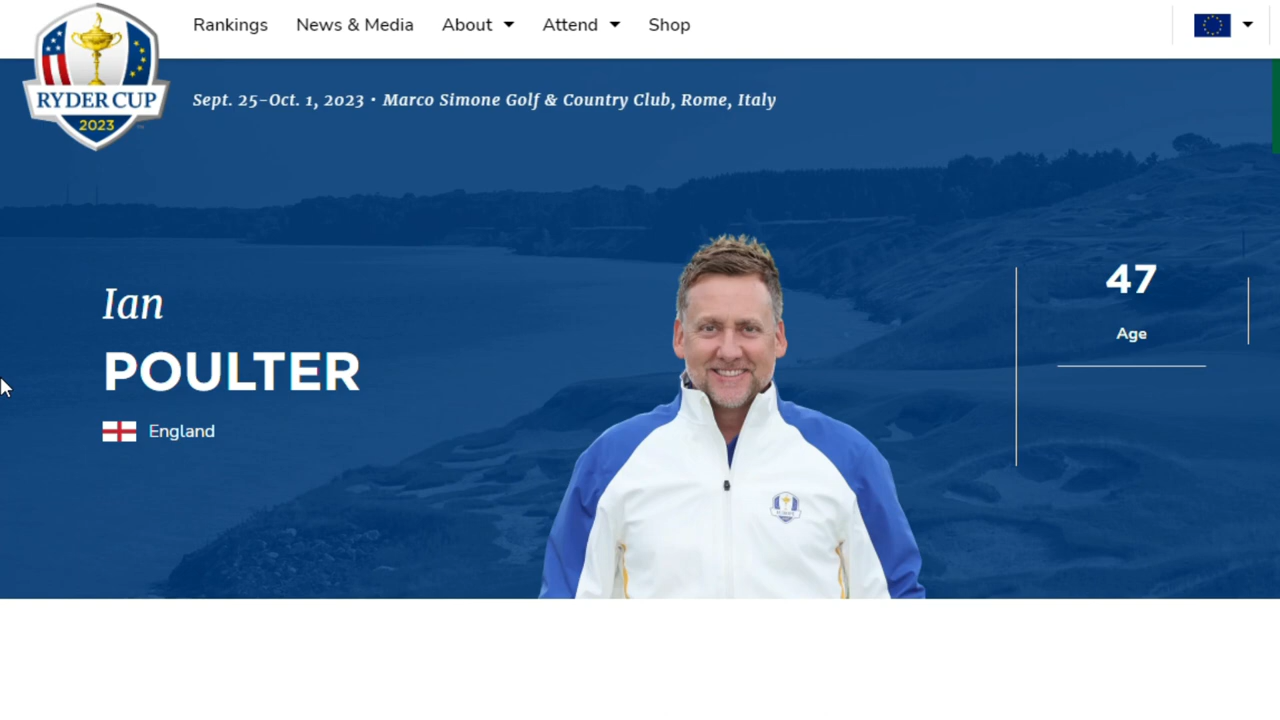 Rankings News & Media About Attend Shop
RYDER CUP
2023
Sept. 25–Oct. 1, 2023 • Marco Simone Golf & Country Club, Rome, Italy
Ian
POULTER
England
47
Age